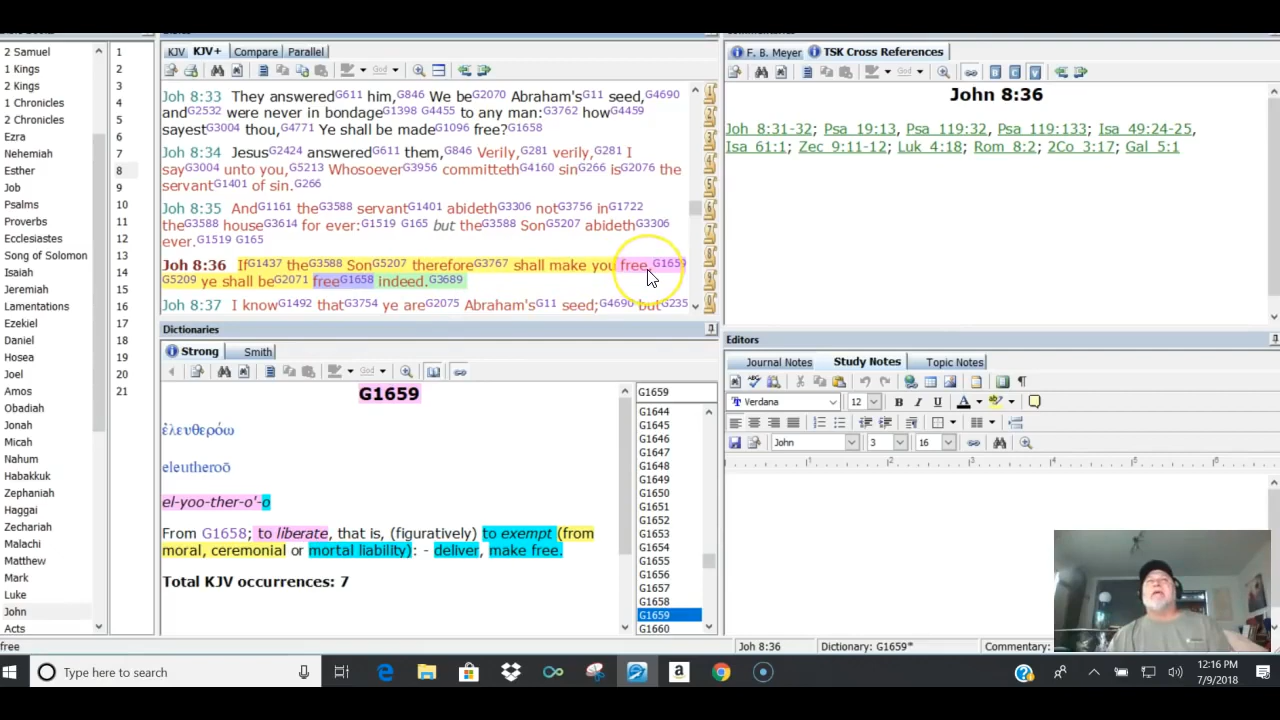 2 Samuel
1 Kings
2 Kings
1 Chronicles
2 Chronicles
Ezra
Nehemiah
Esther
Job
Psalms
Proverbs
Ecclesiastes
Song of Solomon
Isaiah
Jeremiah
Lamentations
Ezekiel
Daniel
Hosea
Joel
Amos
Obadiah
Jonah
Micah
Nahum
Habakkuk
Zephaniah
Haggai
Zechariah
Malachi
Matthew
Mark
Luke
John
Acts
free
1
2
3
4
5
6
7
8
9
10
11
12
13
14
15
16
17
18
19
20
21
KJV KJV+ Compare Parallel
Joh 8:33 They answeredG611 him,G846 We beG2070 Abraham'sG11 seed,G4690
andG2532 were never in bondageG1398 G4455 to any man:G3762 howG4459
sayestG3004 thou,G4771 Ye shall be madeG1096 free?G1658
Joh 8:34 JesusG2424 answeredG611 them,G846 Verily,G281 verily,G281 I
sayG3004 unto you,G5213 WhosoeverG3956 committethG4160 sinG266 isG2076 the
servantG1401 of sin.G266
Joh 8:35 AndG1161 theG3588 servantG1401 abidethG3306 notG3756 inG1722
theG3588 houseG3614 for ever:G1519 G165 but theG3588 SonG5207 abidethG3306
ever.G1519 G165
Joh 8:36 IfG1437 theG3588 SonG5207 thereforeG3767 shall make you freeG1659
G5209 ye shall beG2071 freeG1658 indeed.G3689
Joh 8:37 I knowG1492 thatG3754 ye areG2075 Abraham'sG11 seed;G4690 butG235
Dictionaries
Strong Smith
God
G1659
ἐλευθερόω
eleutheroō
el-yoo-ther-o'-o
From G1658; to liberate, that is, (figuratively) to exempt (from
moral, ceremonial or mortal liability): - deliver, make free.
Total KJV occurrences: 7
G1659
G1644
G1645
G1646
G1647
G1648
G1649
G1650
G1651
G1652
G1653
G1654
G1655
G1656
G1657
G1658
G1659
G1660
F. B. Meyer TSK Cross References
John 8:36
Joh 8:31-32; Psa 19:13, Psa 119:32, Psa 119:133; Isa 49:24-25,
Isa 61:1; Zec 9:11-12; Luk 4:18; Rom 8:2; 2Co 3:17; Gal 5:1
Editors
Journal Notes Study Notes Topic Notes
Verdana 12 B I U A
John 3 16
1 2 3 4 5 6
Joh 8:36 Dictionary: G1659* Commentary:
Type here to search
12:16 PM
7/9/2018